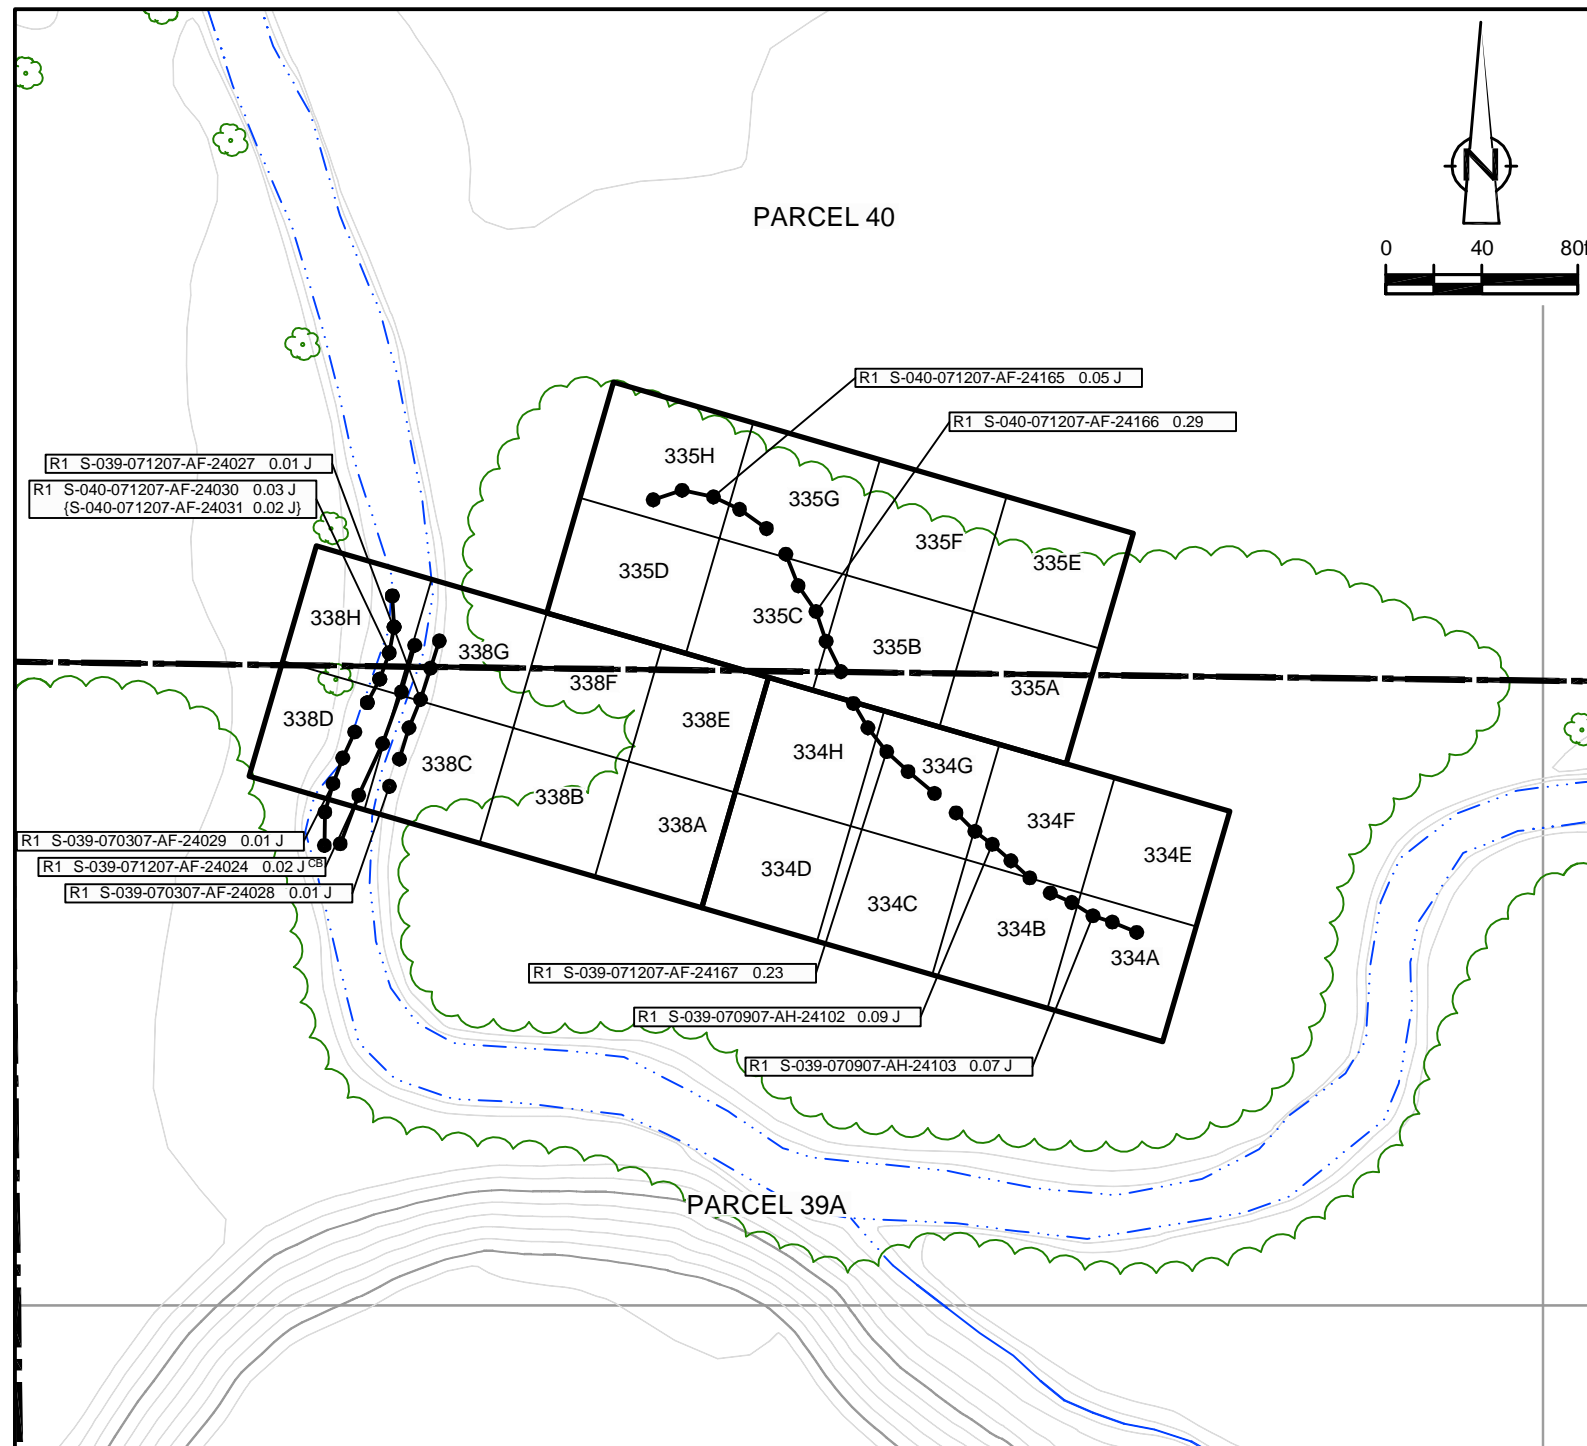 PARCEL 40
N
0 40 80f
R1 S-040-071207-AF-24165 0.05 J
R1 S-040-071207-AF-24166 0.29
R1 S-039-071207-AF-24027 0.01 J
R1 S-040-071207-AF-24030 0.03 J
{S-040-071207-AF-24031 0.02 J}
335H
335G
335F
335E
335D
335C
335B
335A
338H
338G
338F
338E
338D
338C
338B
338A
334H
334G
334F
334E
334D
334C
334B
334A
R1 S-039-070307-AF-24029 0.01 J
R1 S-039-071207-AF-24024 0.02 J CB
R1 S-039-070307-AF-24028 0.01 J
R1 S-039-071207-AF-24167 0.23
R1 S-039-070907-AH-24102 0.09 J
R1 S-039-070907-AH-24103 0.07 J
PARCEL 39A